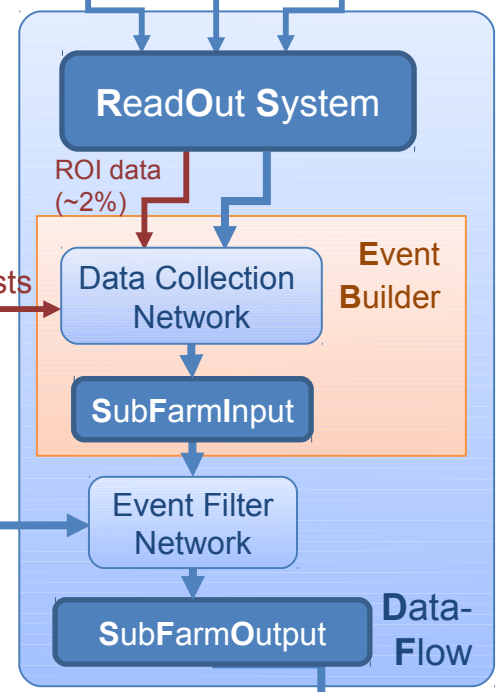 ReadOut System
ROI data
(~2%)
Event
Builder
sts
Data Collection
Network
SubFarmInput
Event Filter
Network
Data-
Flow
SubFarmOutput